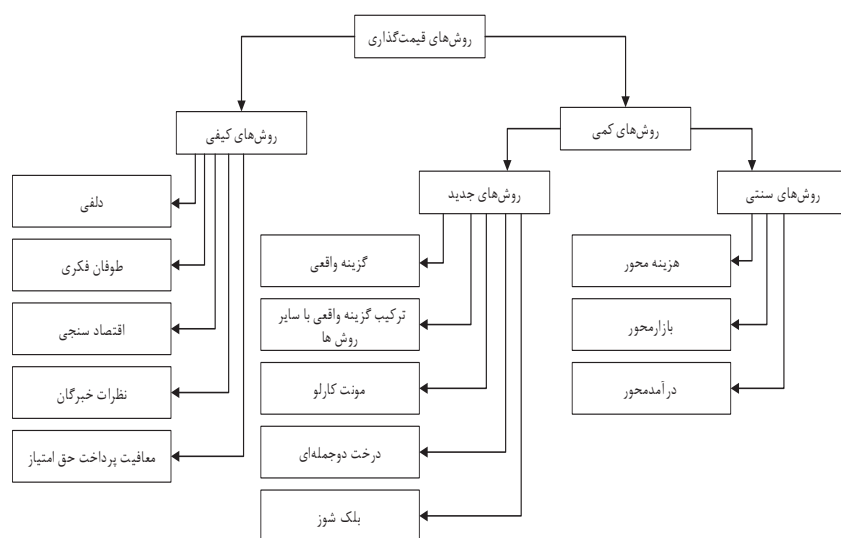 روش‌های قیمت‌گذاری
روش‌های کمی
روش‌های کیفی
روش‌های سنتی
روش‌های جدید
هزینه محور
بازارمحور
درآمدمحور
گزینه واقعی
ترکیب گزینه واقعی با سایر
روش ها
مونت کارلو
درخت دوجمله‌ای
بلک شوز
دلفی
طوفان فکری
اقتصاد سنجی
نظرات خبرگان
معافیت پرداخت حق امتیاز